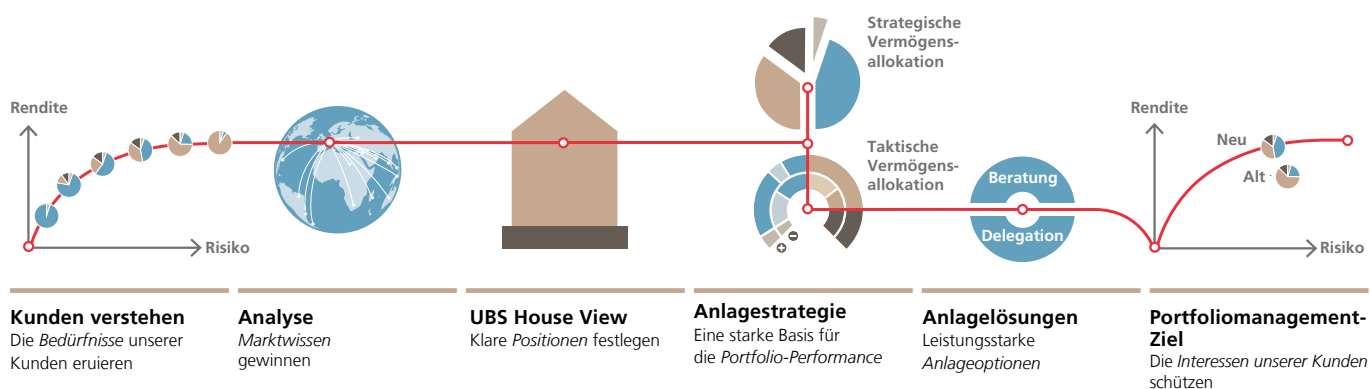 Rendite
Risiko
Strategische
Vermögens-
allokation
Taktische
Vermögens-
allokation
Beratung
Delegation
Rendite
Neu
Alt
Risiko
Kunden verstehen
Die Bedürfnisse unserer
Kunden eruieren
Analyse
Marktwissen
gewinnen
UBS House View
Klare Positionen festlegen
Anlagestrategie
Eine starke Basis für
die Portfolio-Performance
Anlagelösungen
Leistungsstarke
Anlageoptionen
Portfoliomanagement-
Ziel
Die Interessen unserer Kunden
schützen